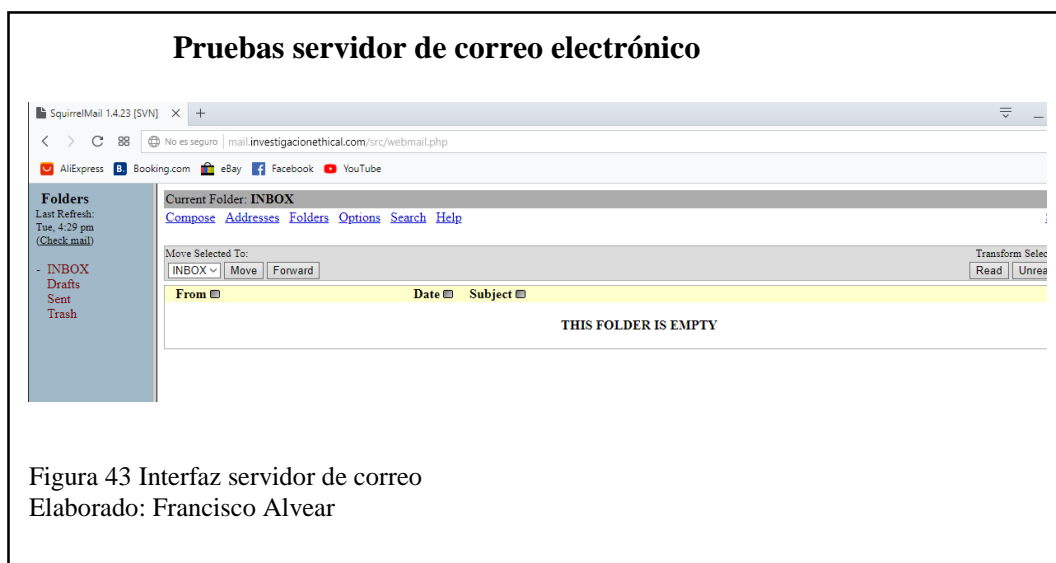 Pruebas servidor de correo electrónico
SquirrelMail 1.4.23 [SVN]
No es seguro mail.investigacionethical.com/src/webmail.php
AliExpress B. Booking.com eBay Facebook YouTube
Folders
Last Refresh:
Tue, 4:29 pm
(Check mail)
- INBOX
Drafts
Sent
Trash
Current Folder: INBOX
Compose Addresses Folders Options Search Help
Move Selected To:
INBOX Move Forward
Transform Selec
Read Unrea
From Date Subject
THIS FOLDER IS EMPTY
Figura 43 Interfaz servidor de correo
Elaborado: Francisco Alvear